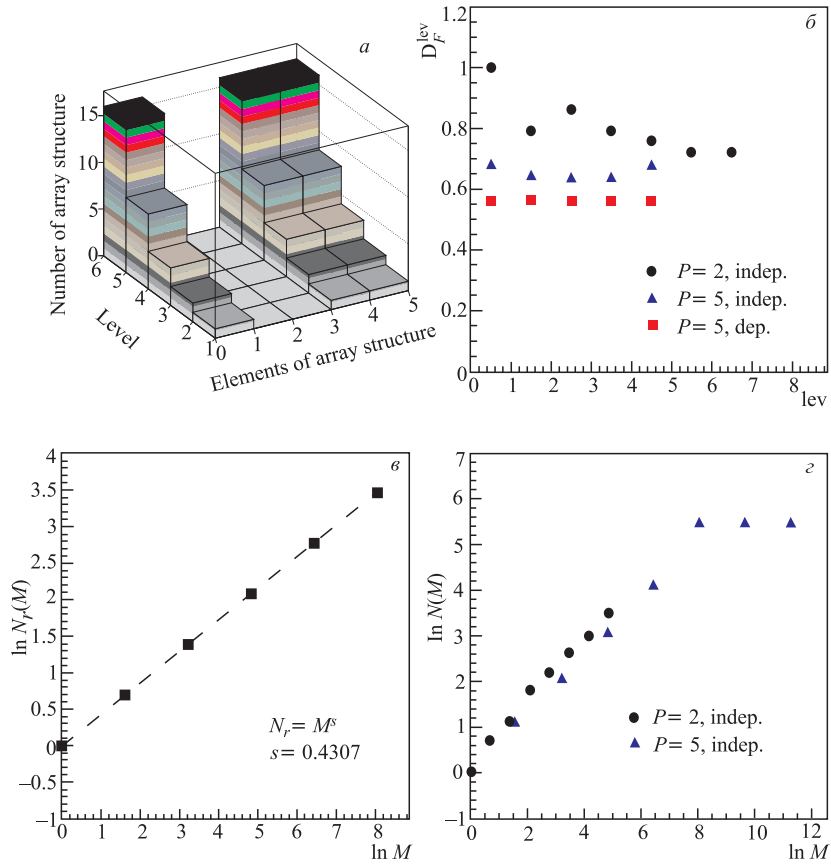 a
Number of array structure
15
10
5
0
6
5
4
3
2
1
Level
0
1
2
3
4
5
Elements of array structure
б
D_F^lev
1.2
1
0.8
0.6
0.4
0.2
0
1 2 3 4 5 6 7 8
lev
P = 2, indep.
P = 5, indep.
P = 5, dep.
в
ln N_r(M)
4
3.5
3
2.5
2
1.5
1
0.5
0
−0.5
−1
0 1 2 3 4 5 6 7 8
ln M
N_r = M^s
s = 0.4307
г
ln N(M)
7
6
5
4
3
2
1
0
−1
0 2 4 6 8 10 12
ln M
P = 2, indep.
P = 5, indep.